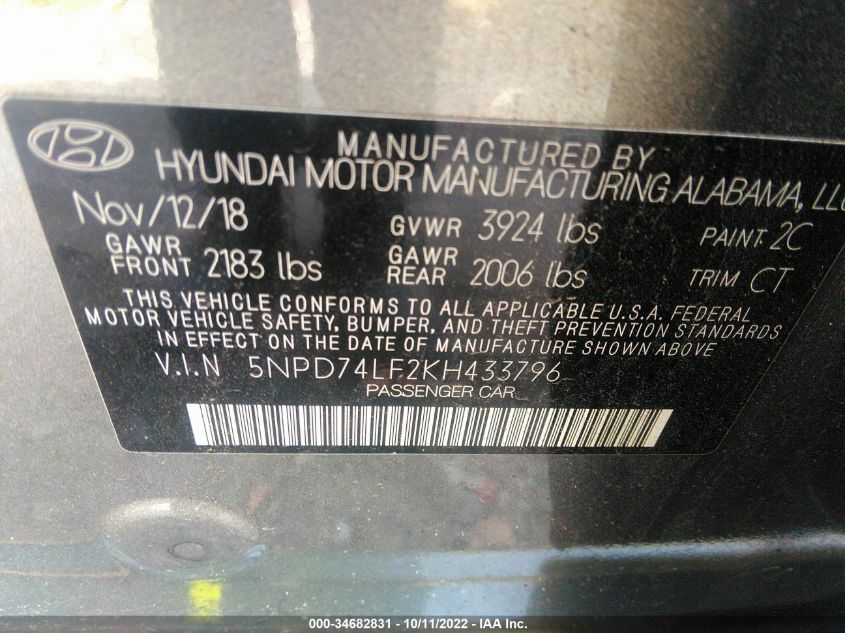 MANUFACTURED BY
HYUNDAI MOTOR MANUFACTURING ALABAMA, LLC
Nov/12/18 GVWR 3924 lbs PAINT 2C
GAWR FRONT 2183 lbs GAWR REAR 2006 lbs TRIM CT
THIS VEHICLE CONFORMS TO ALL APPLICABLE U.S.A. FEDERAL
MOTOR VEHICLE SAFETY, BUMPER, AND THEFT PREVENTION STANDARDS
IN EFFECT ON THE DATE OF MANUFACTURE SHOWN ABOVE
V.I.N 5NPD74LF2KH433796
PASSENGER CAR
000-34682831 - 10/11/2022 - IAA Inc.